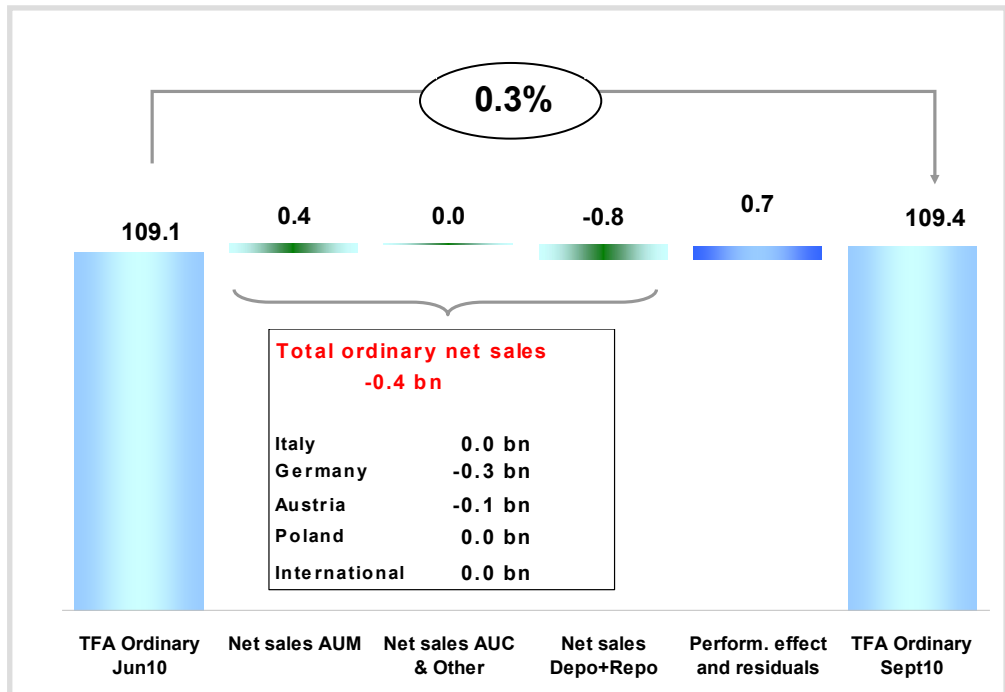 0.3%
109.1
0.4
0.0
-0.8
0.7
109.4
Total ordinary net sales
-0.4 bn
Italy 0.0 bn
Germany -0.3 bn
Austria -0.1 bn
Poland 0.0 bn
International 0.0 bn
TFA Ordinary
Jun10
Net sales AUM
Net sales AUC
& Other
Net sales
Depo+Repo
Perform. effect
and residuals
TFA Ordinary
Sept10